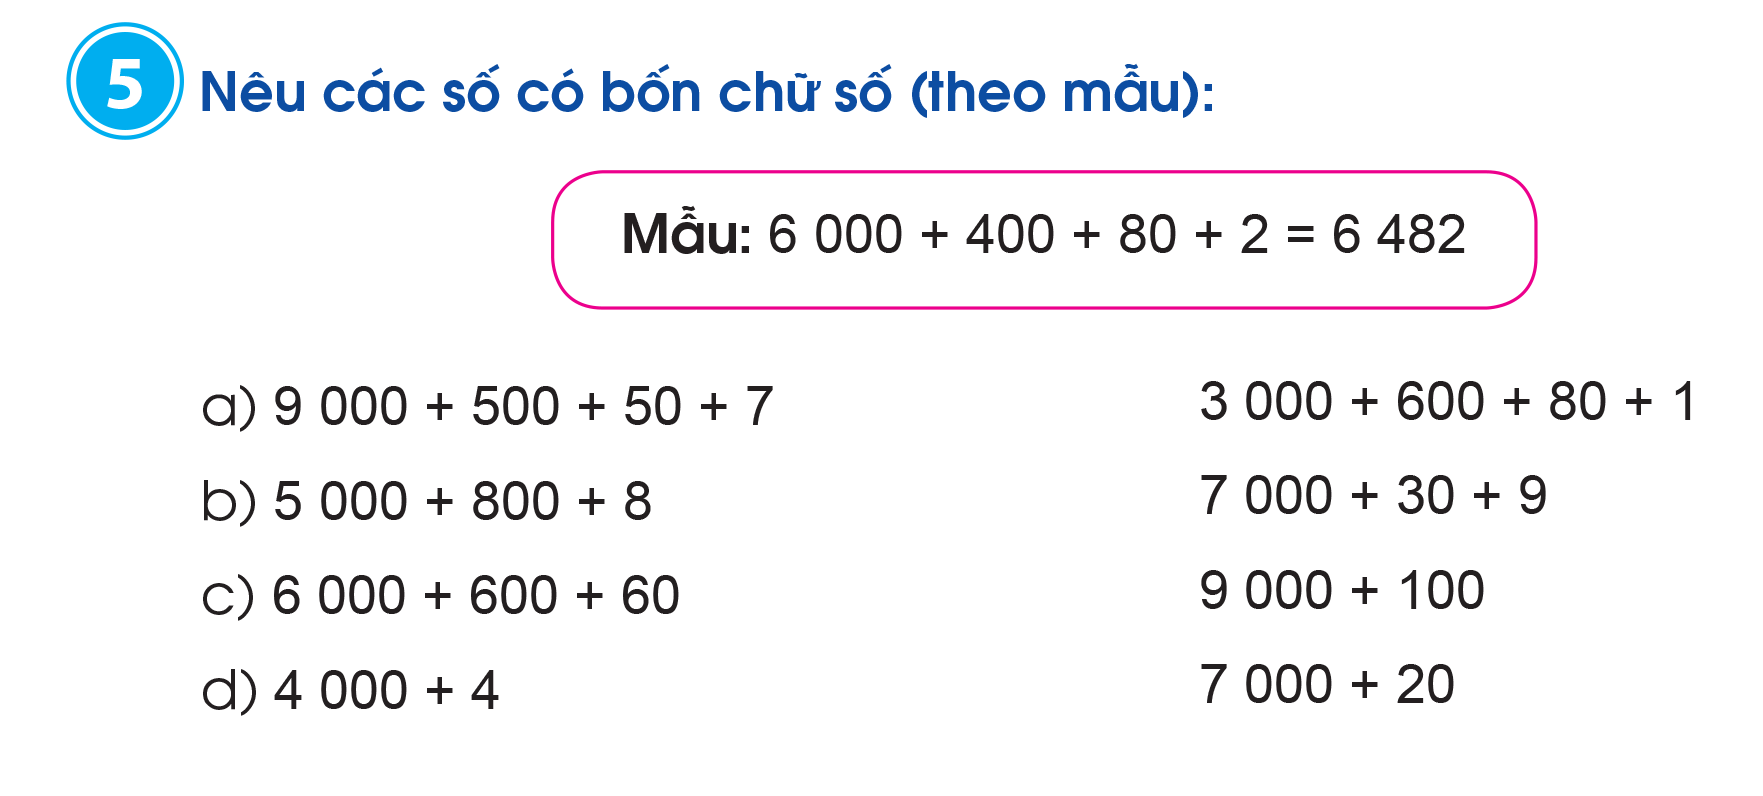 5 Nêu các số có bốn chữ số (theo mẫu):
Mẫu: 6 000 + 400 + 80 + 2 = 6 482
a) 9 000 + 500 + 50 + 7 3 000 + 600 + 80 + 1
b) 5 000 + 800 + 8 7 000 + 30 + 9
c) 6 000 + 600 + 60 9 000 + 100
d) 4 000 + 4 7 000 + 20